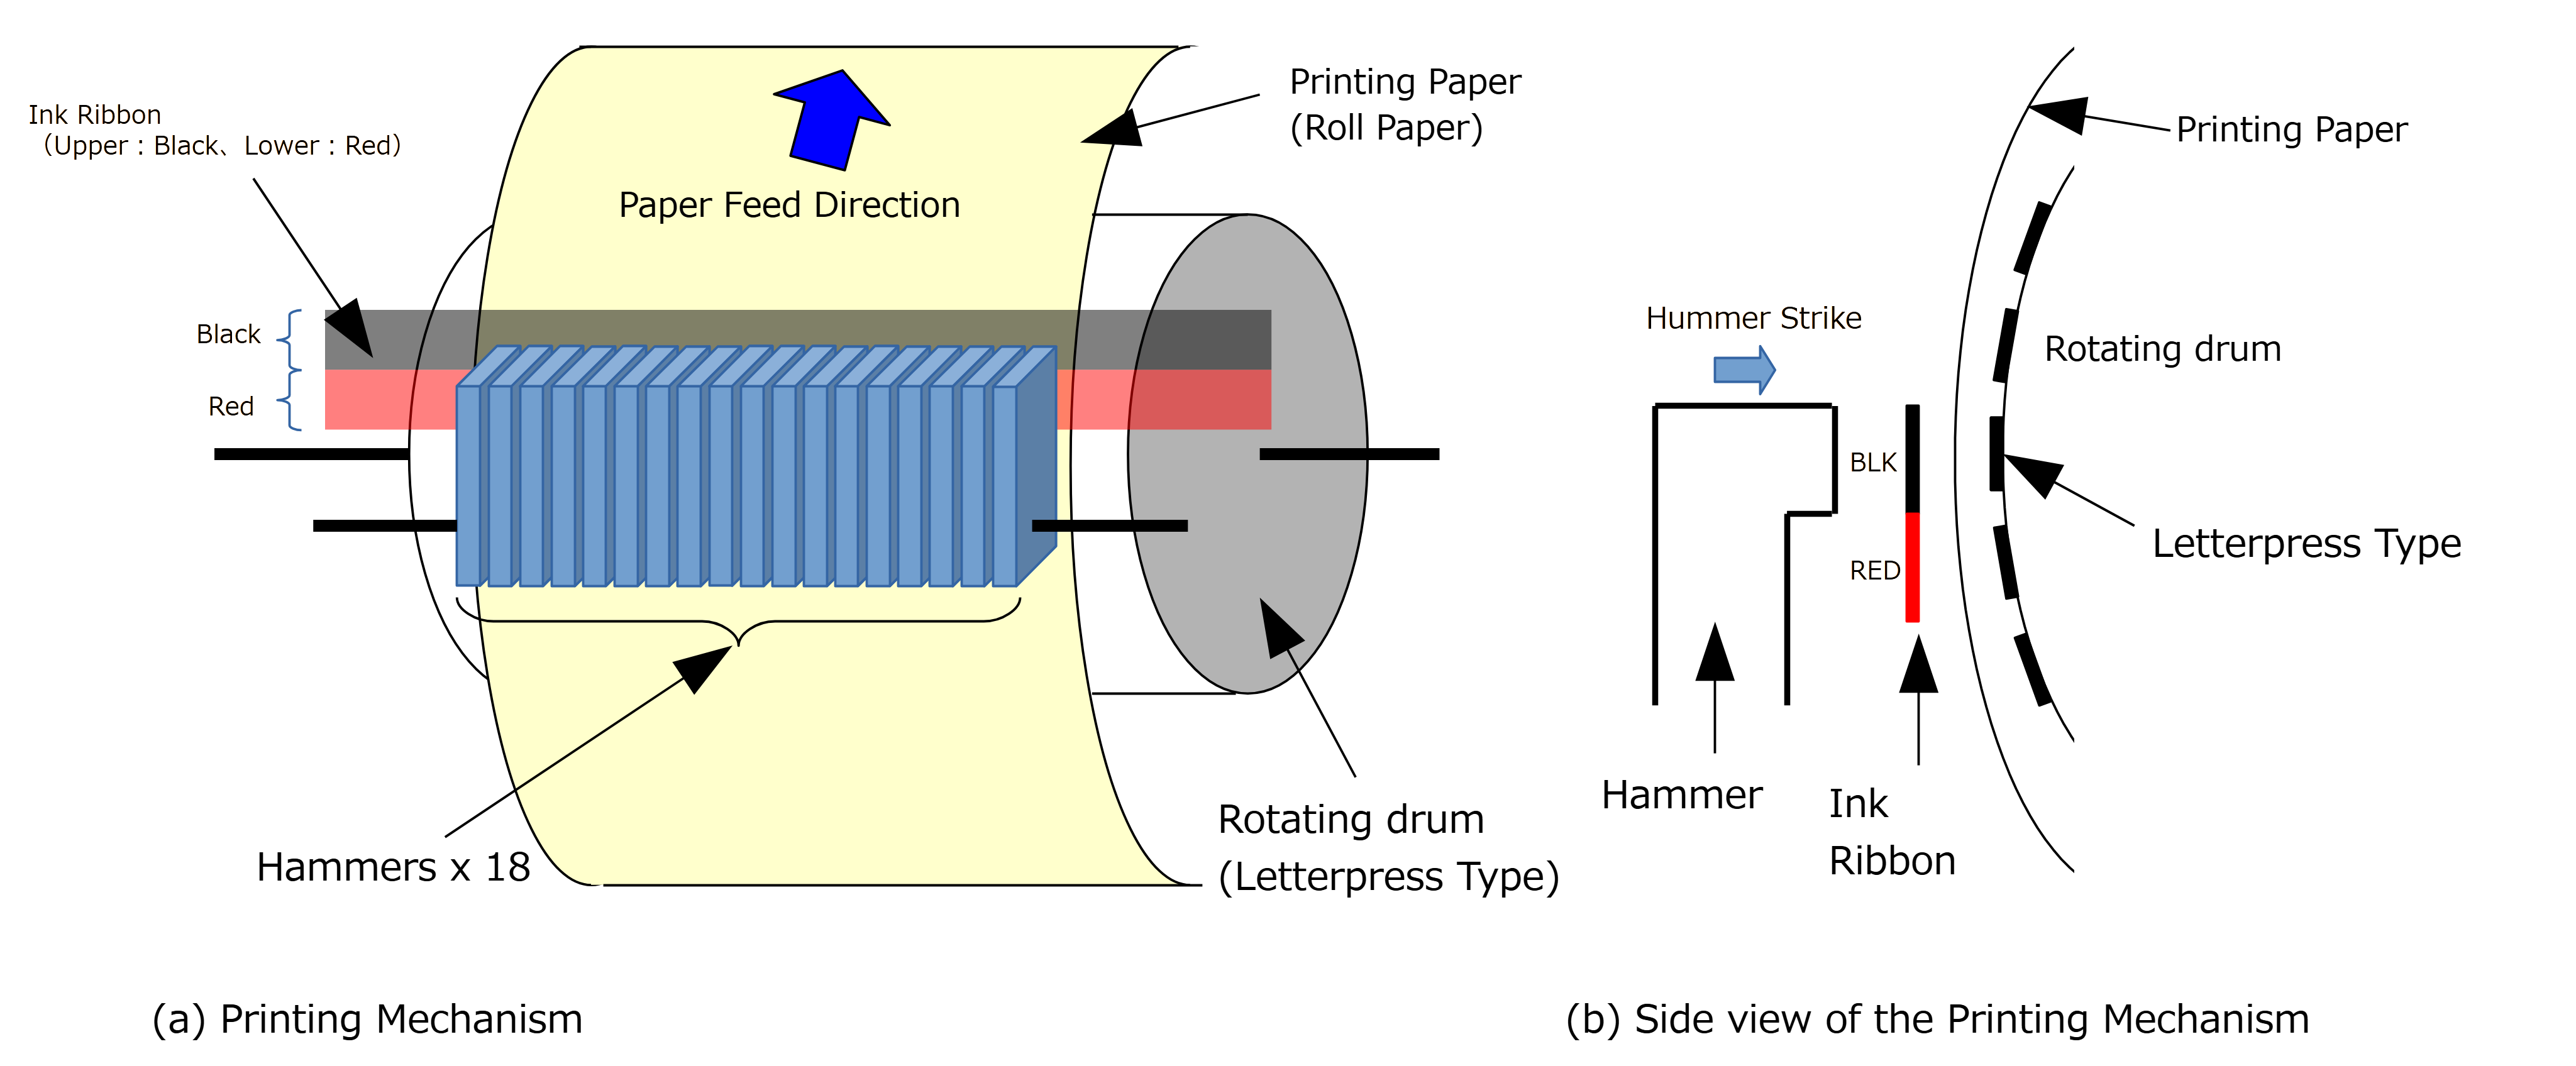 Ink Ribbon
（Upper : Black、Lower : Red）
Black
Red
Paper Feed Direction
Printing Paper
(Roll Paper)
Hammers x 18
Rotating drum
(Letterpress Type)
(a) Printing Mechanism
Printing Paper
Hummer Strike
Rotating drum
BLK
RED
Letterpress Type
Hammer
Ink
Ribbon
(b) Side view of the Printing Mechanism